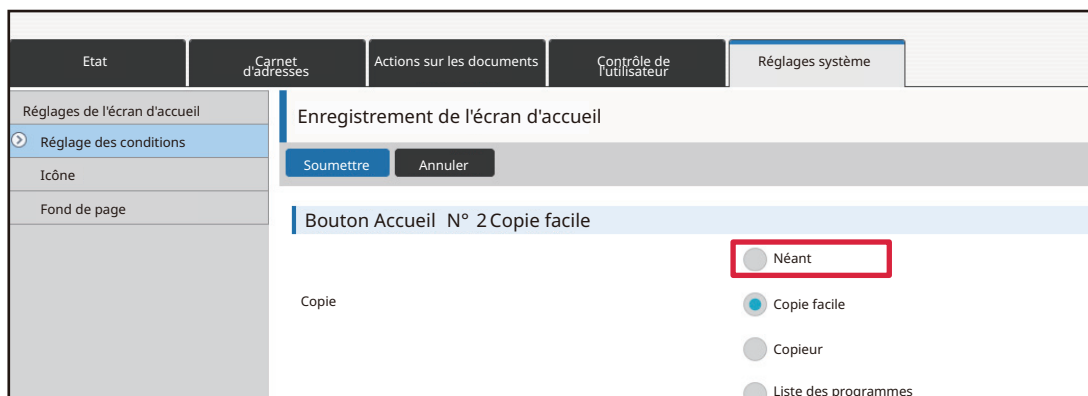 Etat
Carnet
d'adresses
Actions sur les documents
Contrôle de
l'utilisateur
Réglages système
Réglages de l'écran d'accueil
Réglage des conditions
Icône
Fond de page
Enregistrement de l'écran d'accueil
Soumettre
Annuler
Bouton Accueil N° 2 Copie facile
Copie
Néant
Copie facile
Copieur
Liste des programmes